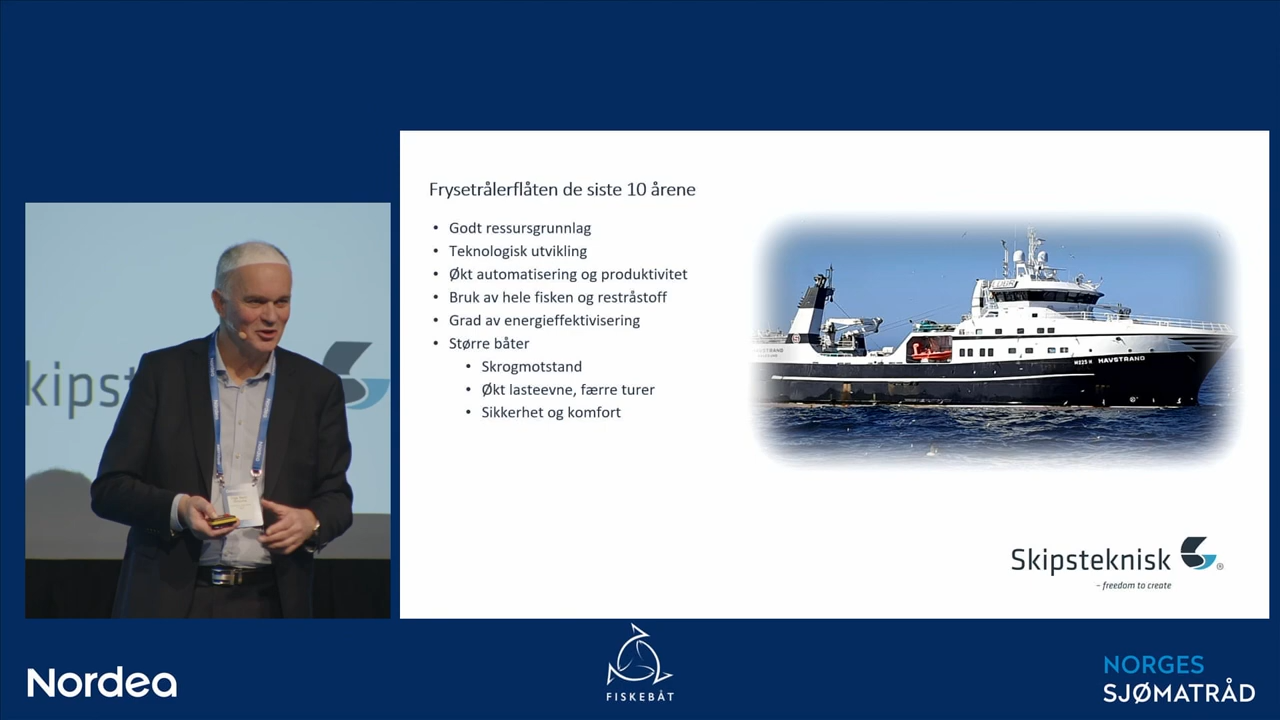 Frysetrålerflåten de siste 10 årene
• Godt ressursgrunnlag
• Teknologisk utvikling
• Økt automatisering og produktivitet
• Bruk av hele fisken og restråstoff
• Grad av energieffektivisering
• Større båter
• Skrogmotstand
• Økt lasteevne, færre turer
• Sikkerhet og komfort
HAVSTRAND
Skipsteknisk
– freedom to create
kipst
Nordea
FISKEBÅT
NORGES
SJØMATRÅD